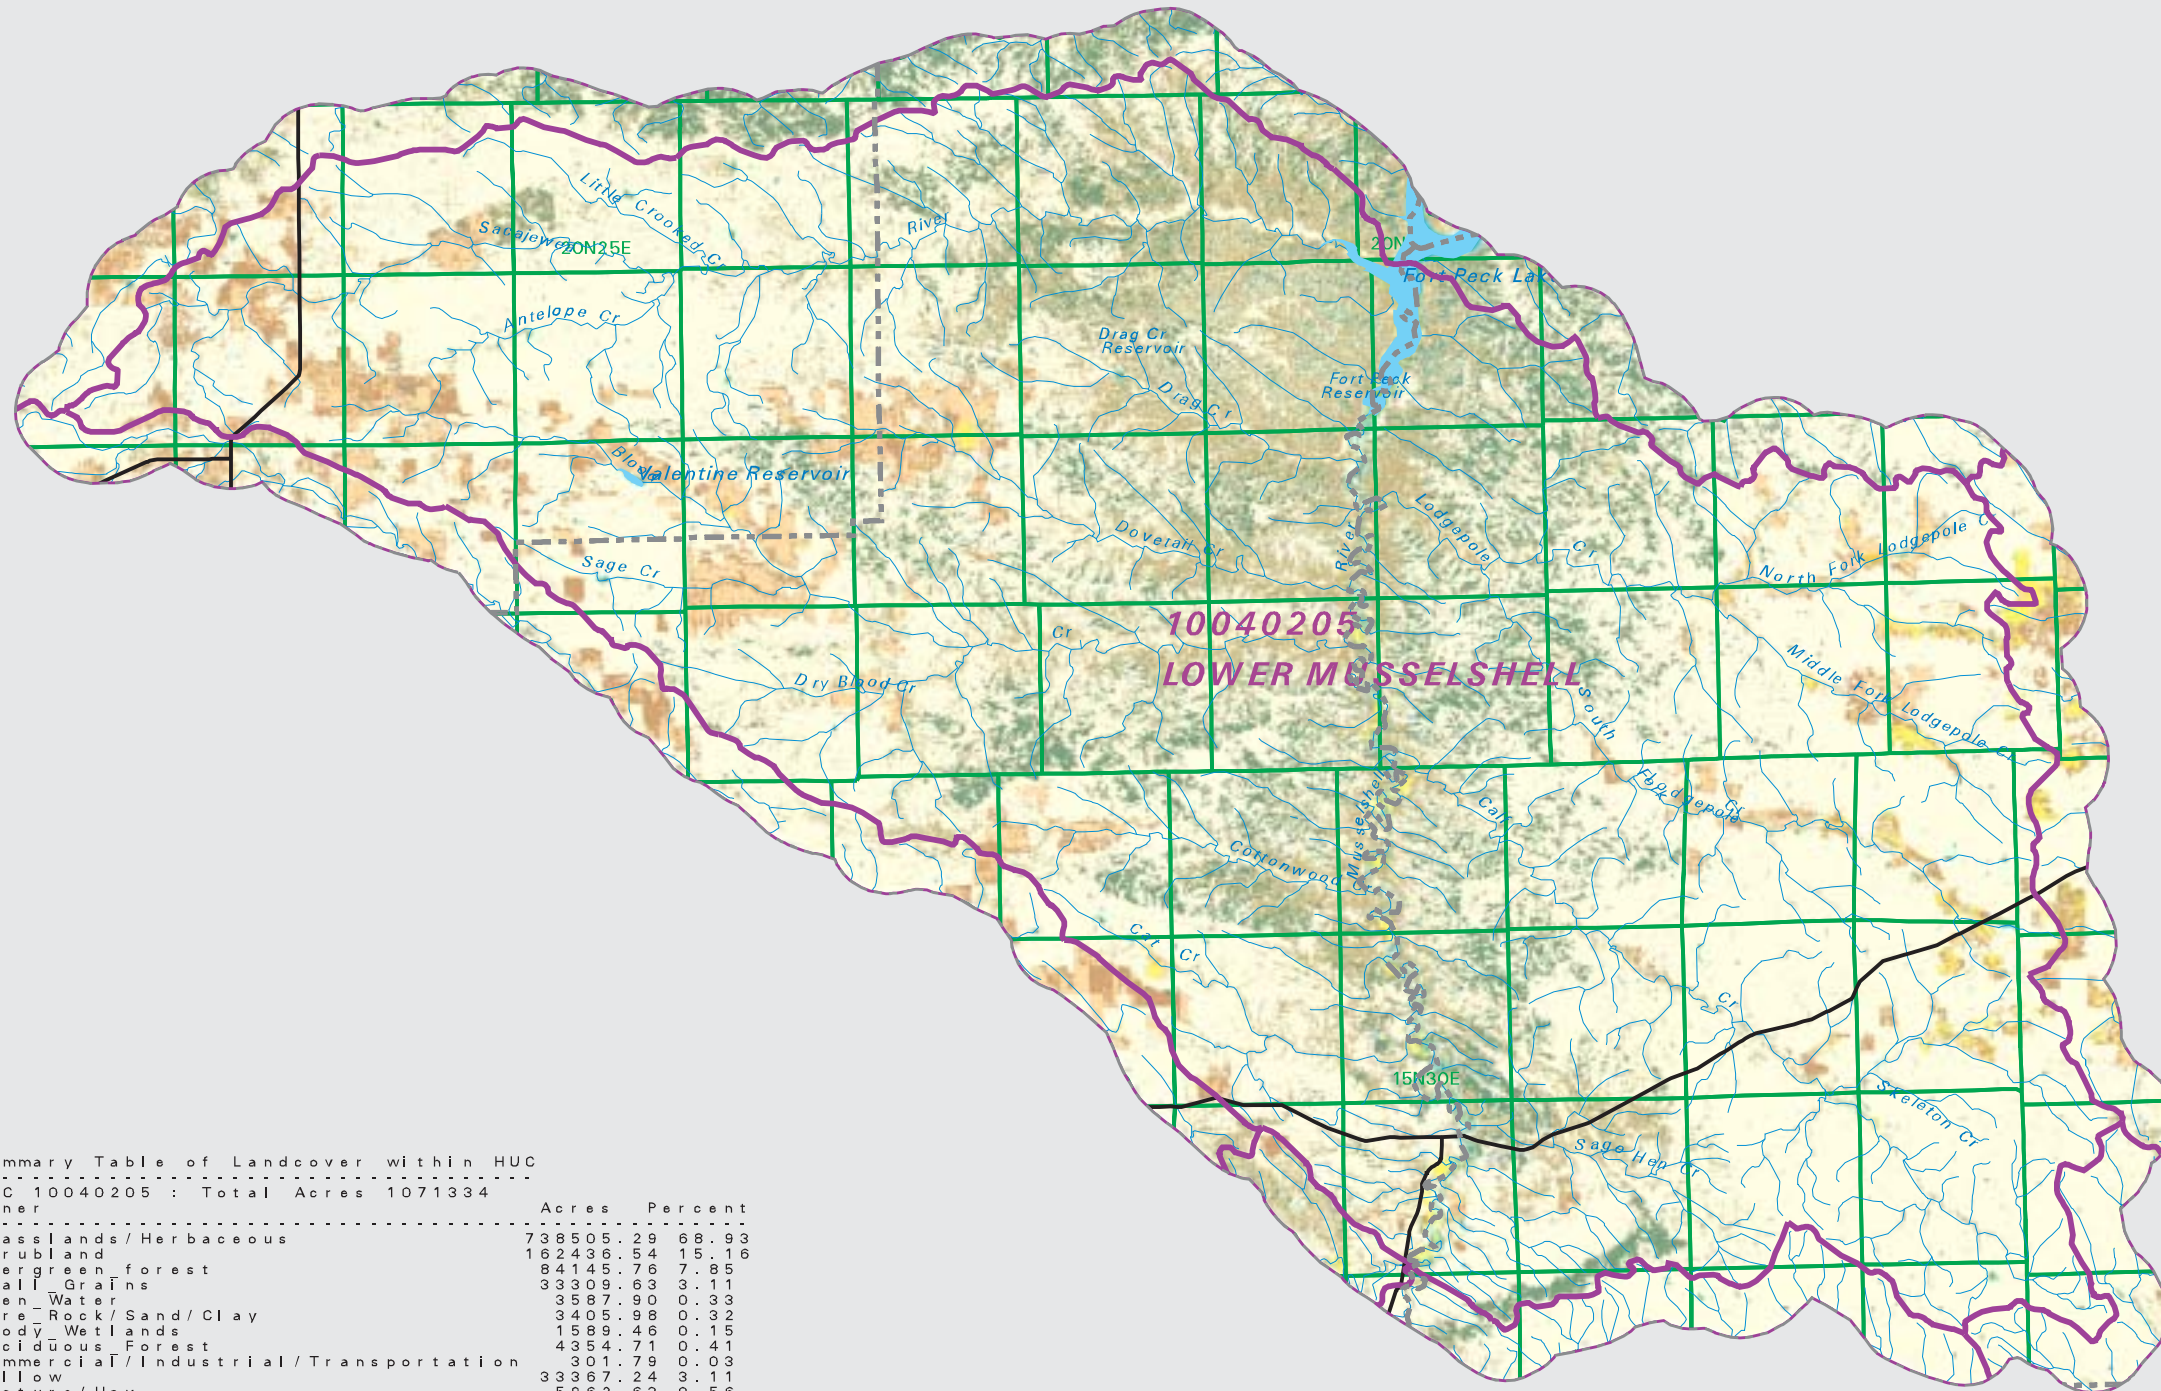 Little Crooked Cr
Sacajewea
20N25E
River
20N
Fort Peck Lak
Antelope Cr
Drag Cr
Reservoir
Fort Peck
Reservoir
Drag Cr
Blood
Valentine Reservoir
Lodgepole
Cr
Dovetail Cr
River
North Fork Lodgepole C
Sage Cr
10040205
Cr
LOWER MUSSELSHELL
Middle Fork Lodgepole Cr
Dry Blood Cr
South
Fork
Lodgepole
Cr
Musselshell
Calf
Cottonwood Cr
Cat Cr
Cr
15N30E
Skeleton Cr
Sage Hen Cr
mmary Table of Landcover within HUC
C 10040205 : Total Acres 1071334
ner Acres Percent
asslands/Herbaceous 738505.29 68.93
rubland 162436.54 15.16
ergreen_forest 84145.76 7.85
all_Grains 33309.63 3.11
en_Water 3587.90 0.33
re_Rock/Sand/Clay 3405.98 0.32
ody_Wetlands 1589.46 0.15
ciduous_Forest 4354.71 0.41
mmercial/Industrial/Transportation 301.79 0.03
llow 33367.24 3.11